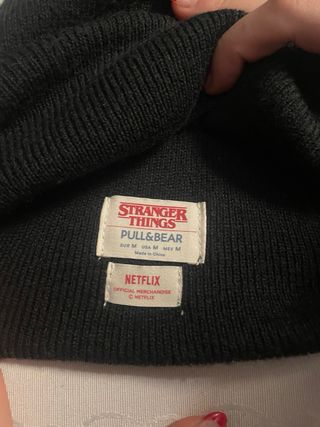 STRANGER
THINGS
PULL&BEAR
EUR M USA M MEX M
Made in China
NETFLIX
OFFICIAL MERCHANDISE
© NETFLIX